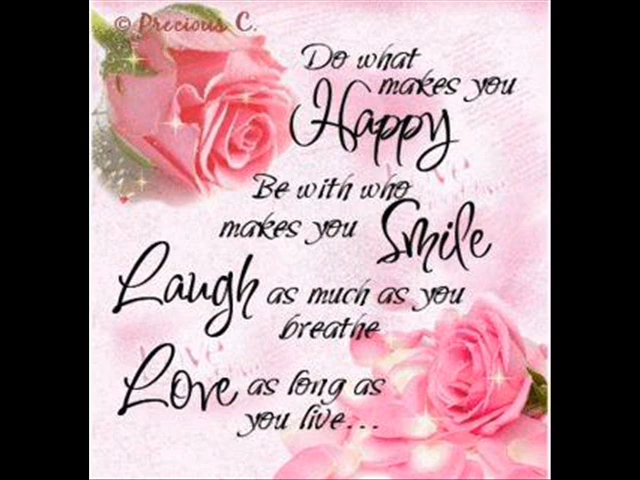 © Precious C.
Do what
makes you
Happy
Be with who
makes you Smile
Laugh as much as you
breathe
Love as long as
you live...